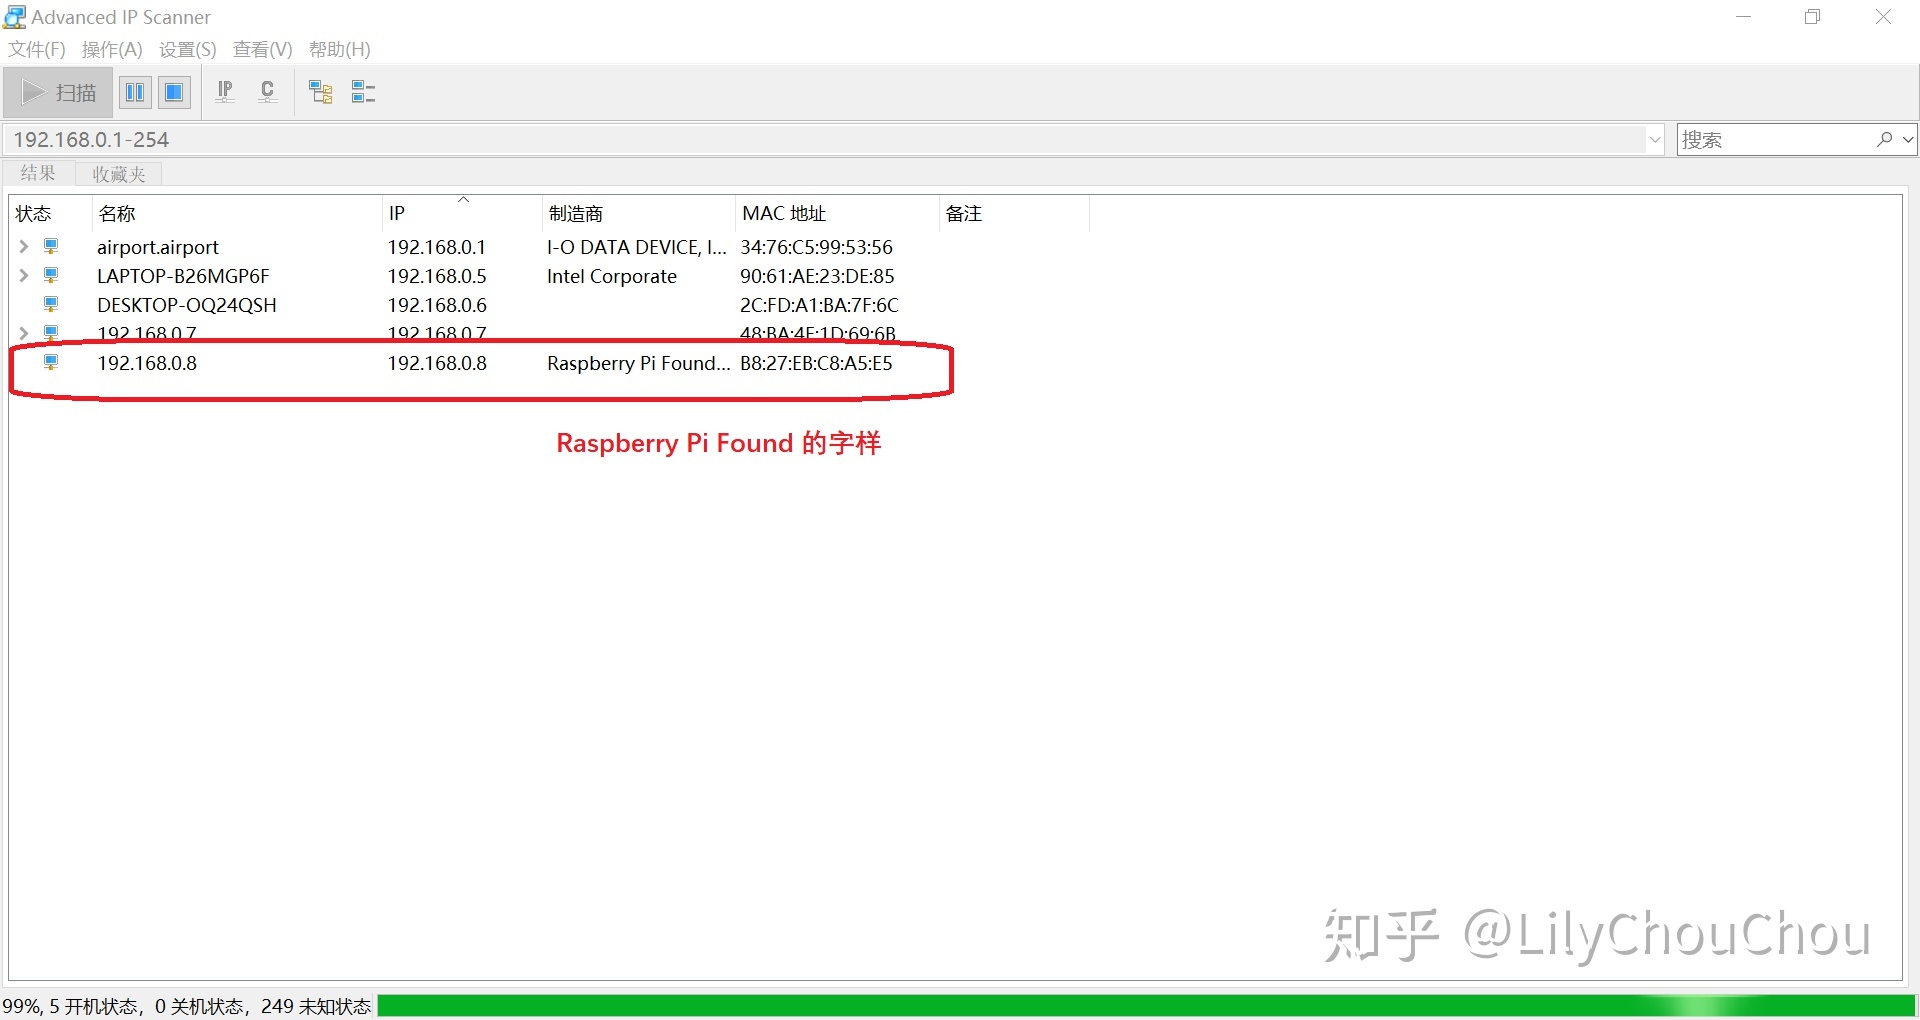 Advanced IP Scanner
文件(F) 操作(A) 设置(S) 查看(V) 帮助(H)
扫描 IP C
192.168.0.1-254 搜索
结果 收藏夹
状态 名称 IP 制造商 MAC 地址 备注
airport.airport 192.168.0.1 I-O DATA DEVICE, I... 34:76:C5:99:53:56
LAPTOP-B26MGP6F 192.168.0.5 Intel Corporate 90:61:AE:23:DE:85
DESKTOP-OQ24QSH 192.168.0.6 2C:FD:A1:BA:7F:6C
192.168.0.7 192.168.0.7 48:BA:4E:1D:69:6B
192.168.0.8 192.168.0.8 Raspberry Pi Found... B8:27:EB:C8:A5:E5
Raspberry Pi Found 的字样
知乎 @LilyChouChou
99%, 5 开机状态，0 关机状态，249 未知状态